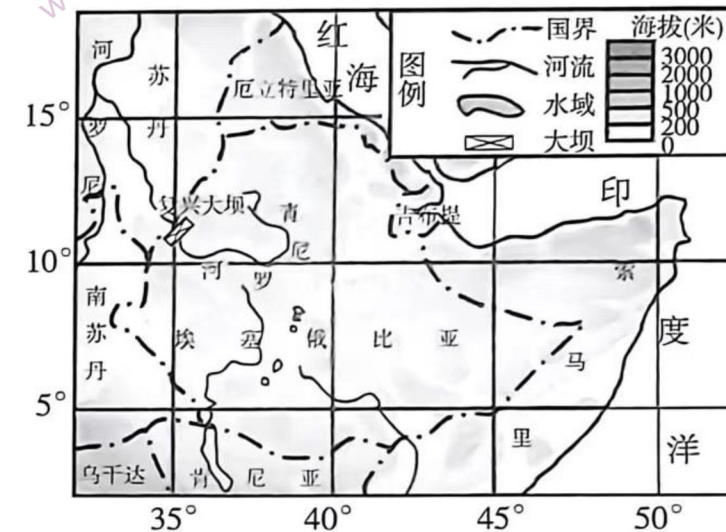 红
海
图例
国界
河流
水域
大坝
海拔(米)
3000
2000
1000
500
200
0
河
罗
尼
苏
丹
厄立特里亚
15°
复兴大坝
青
尼
罗
河
吉布提
印
度
洋
10°
南
苏
丹
埃
塞
俄
比
亚
索
马
里
5°
乌干达
肯
尼
亚
35°
40°
45°
50°